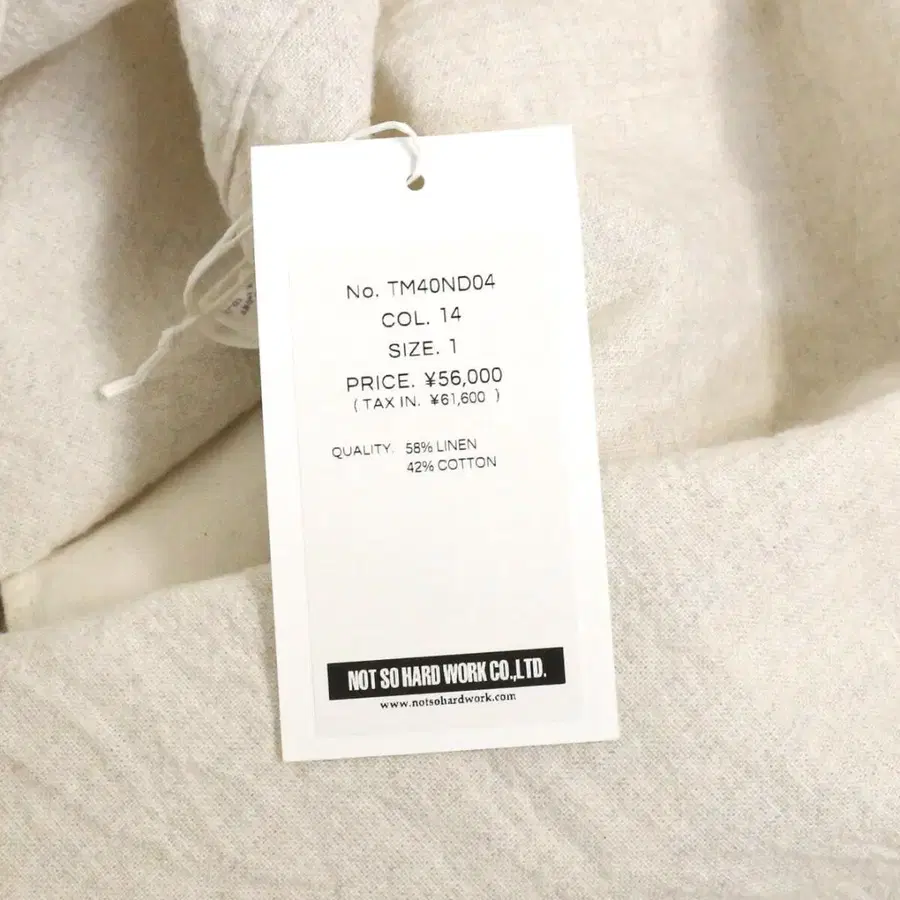 No. TM40ND04
COL. 14
SIZE. 1
PRICE. ¥56,000
( TAX IN. ¥61,600 )
QUALITY. 58% LINEN
42% COTTON
NOT SO HARD WORK CO.,LTD.
www.notsohardwork.com